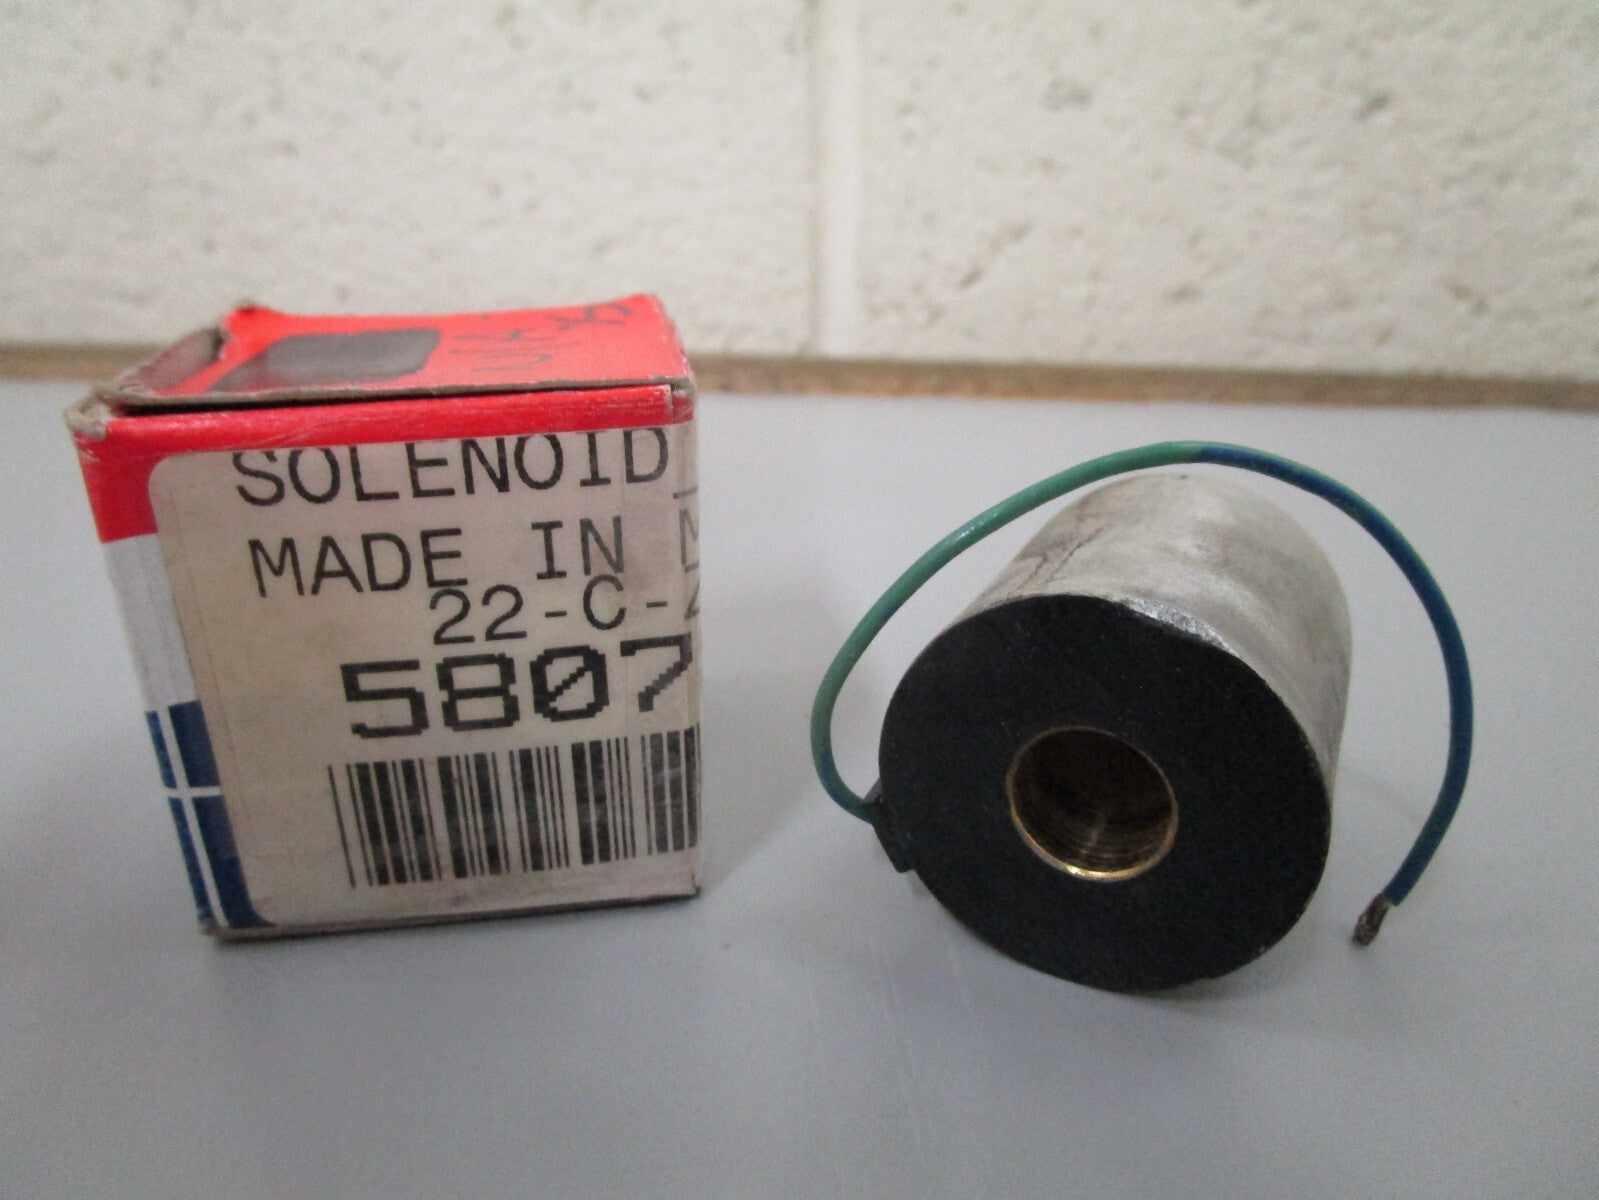 SOLENOID
MADE IN
22-C-
5807